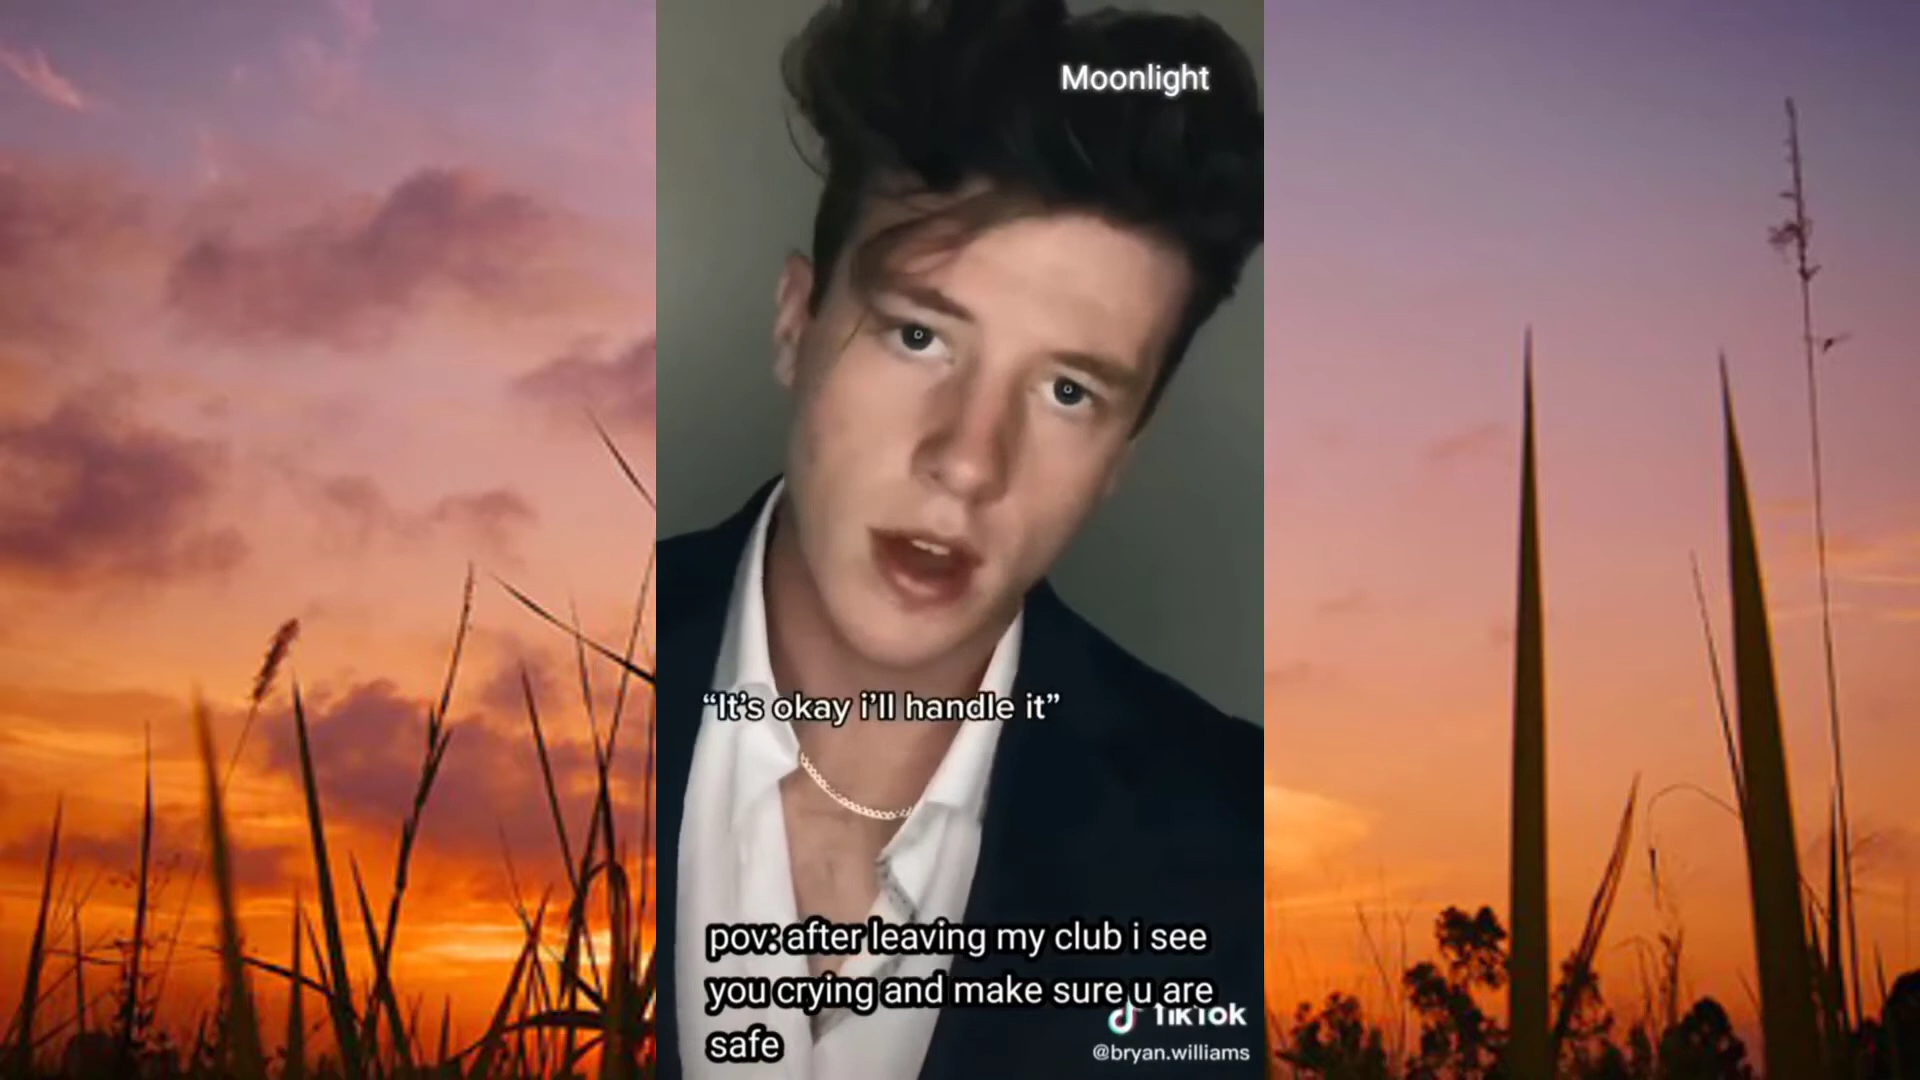 Moonlight
“It’s okay i’ll handle it”
pov: after leaving my club i see
you crying and make sure u are
safe
TikTok
@bryan.williams